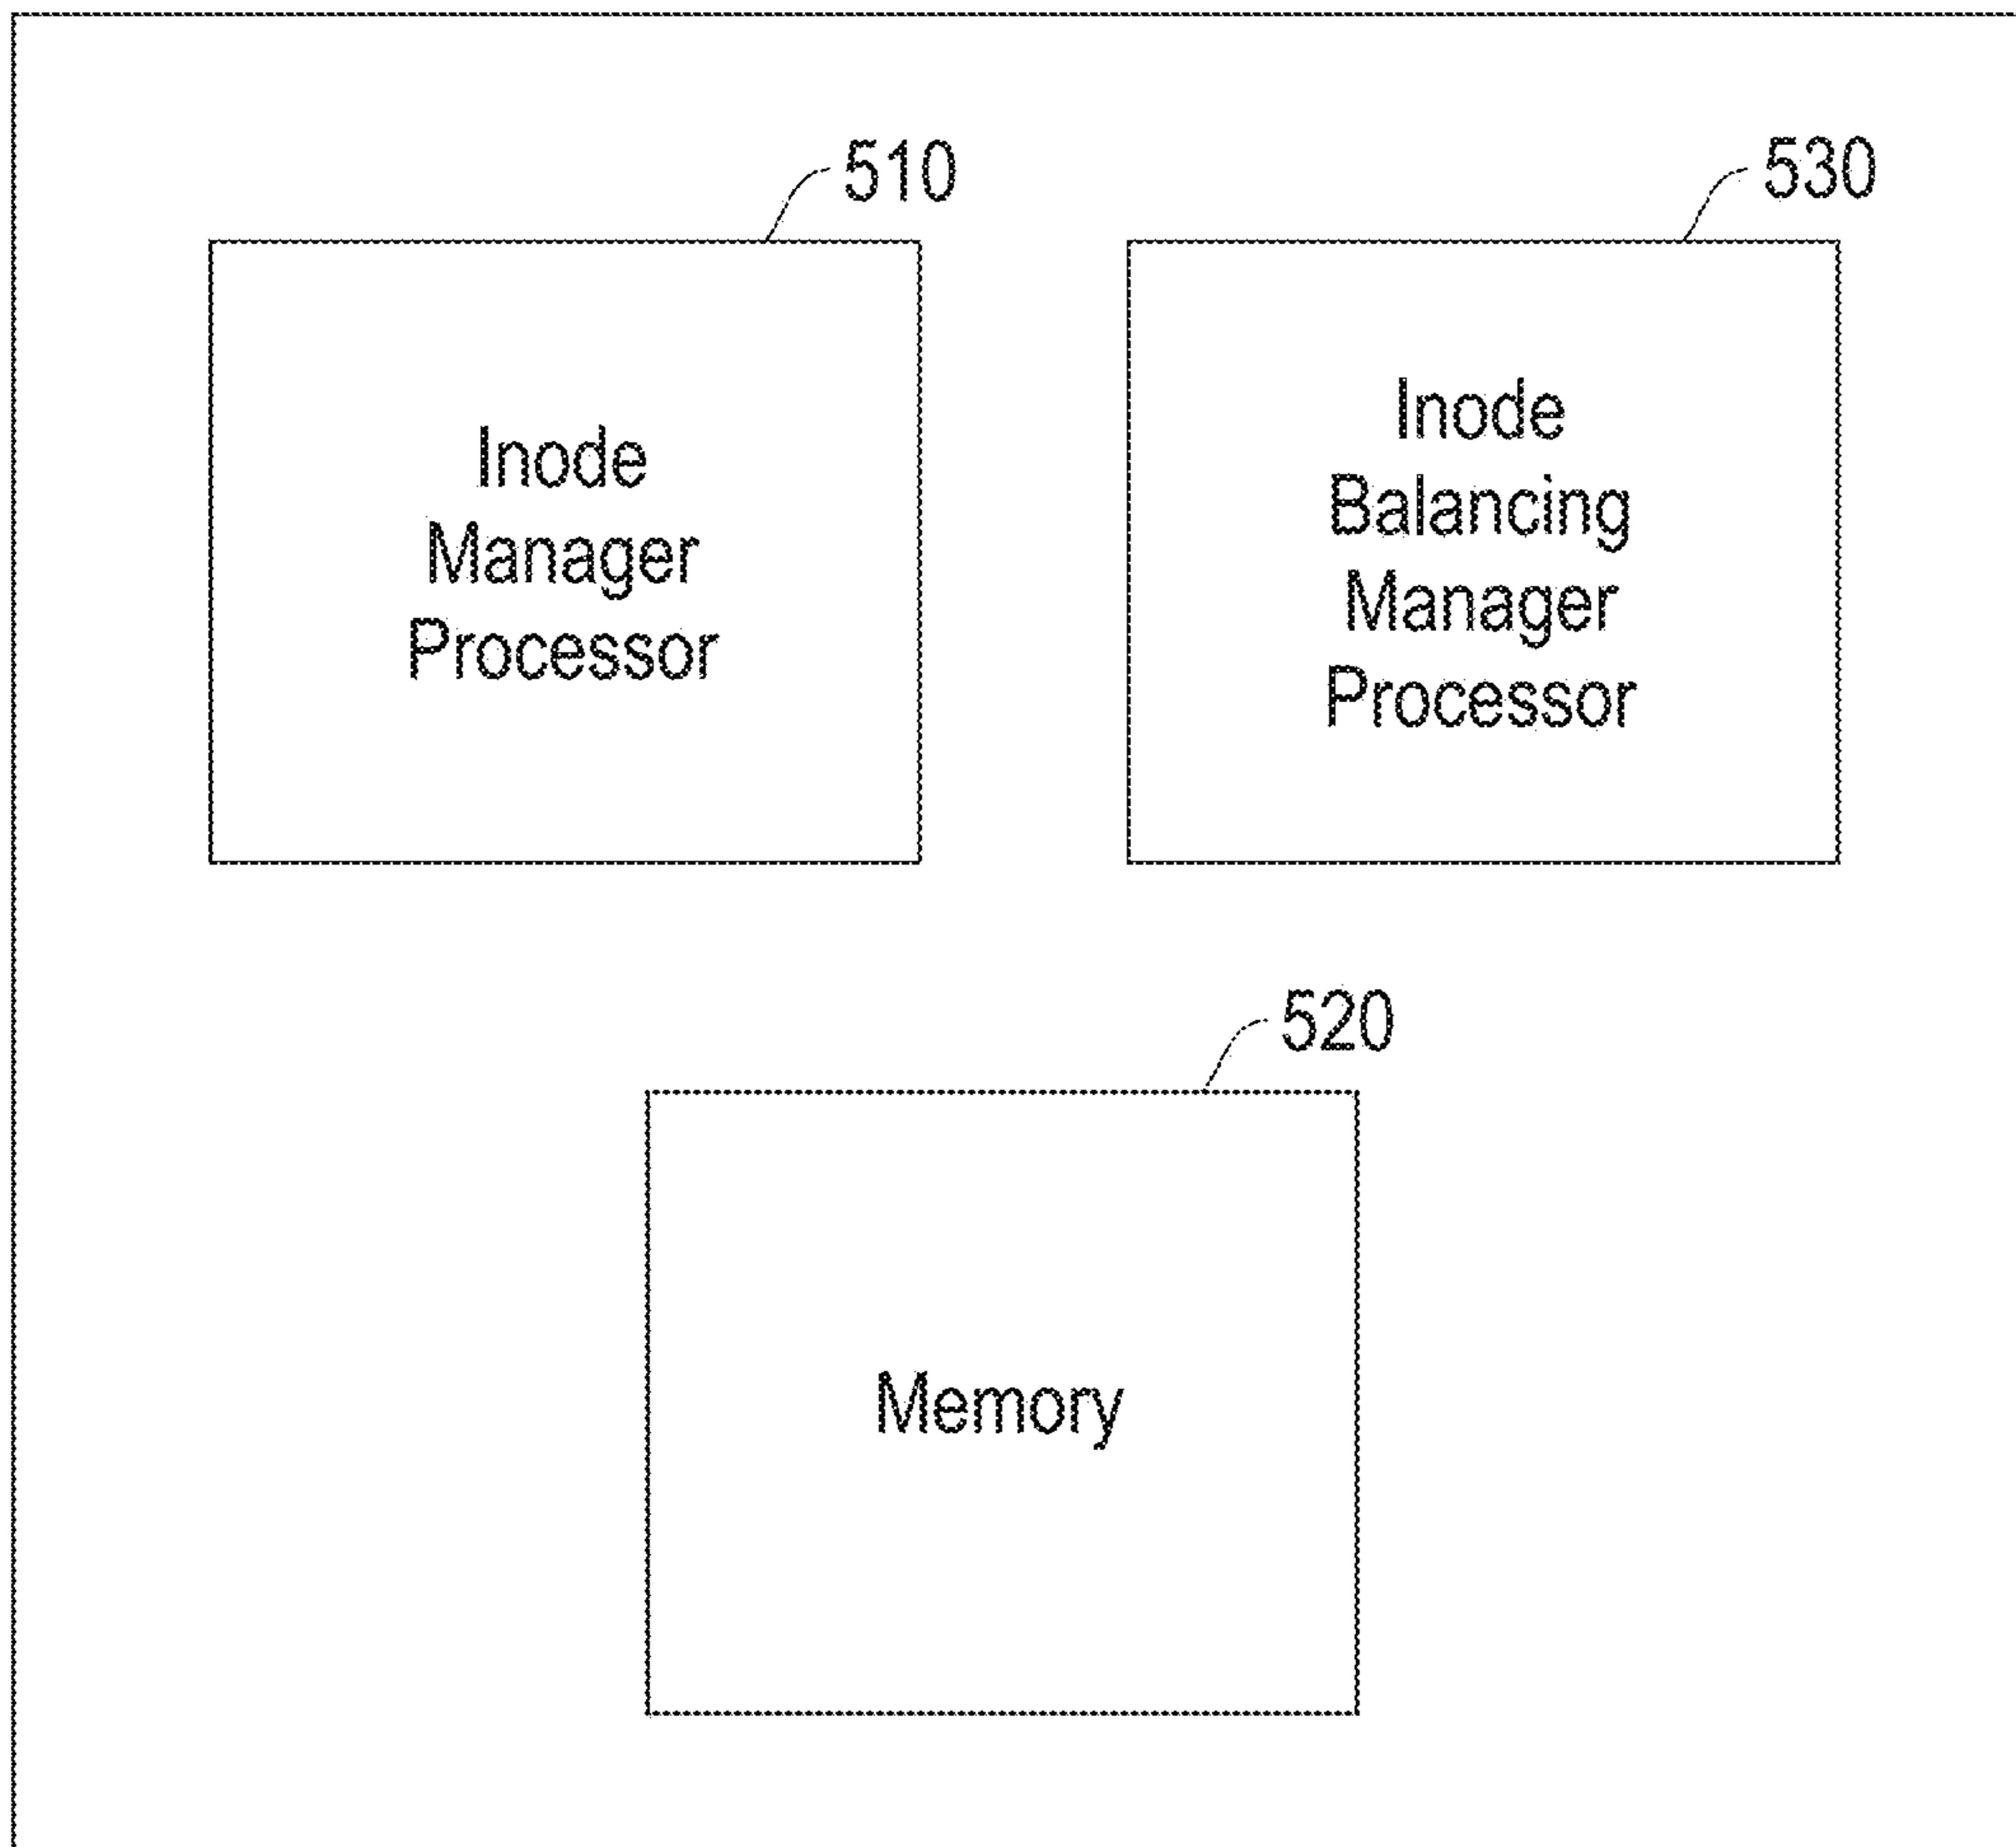 510
Inode
Manager
Processor
530
Inode
Balancing
Manager
Processor
520
Memory